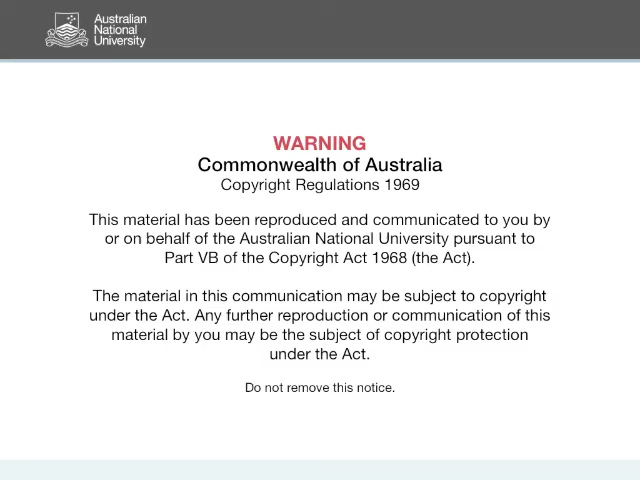 Australian
National
University
WARNING
Commonwealth of Australia
Copyright Regulations 1969
This material has been reproduced and communicated to you by
or on behalf of the Australian National University pursuant to
Part VB of the Copyright Act 1968 (the Act).
The material in this communication may be subject to copyright
under the Act. Any further reproduction or communication of this
material by you may be the subject of copyright protection
under the Act.
Do not remove this notice.